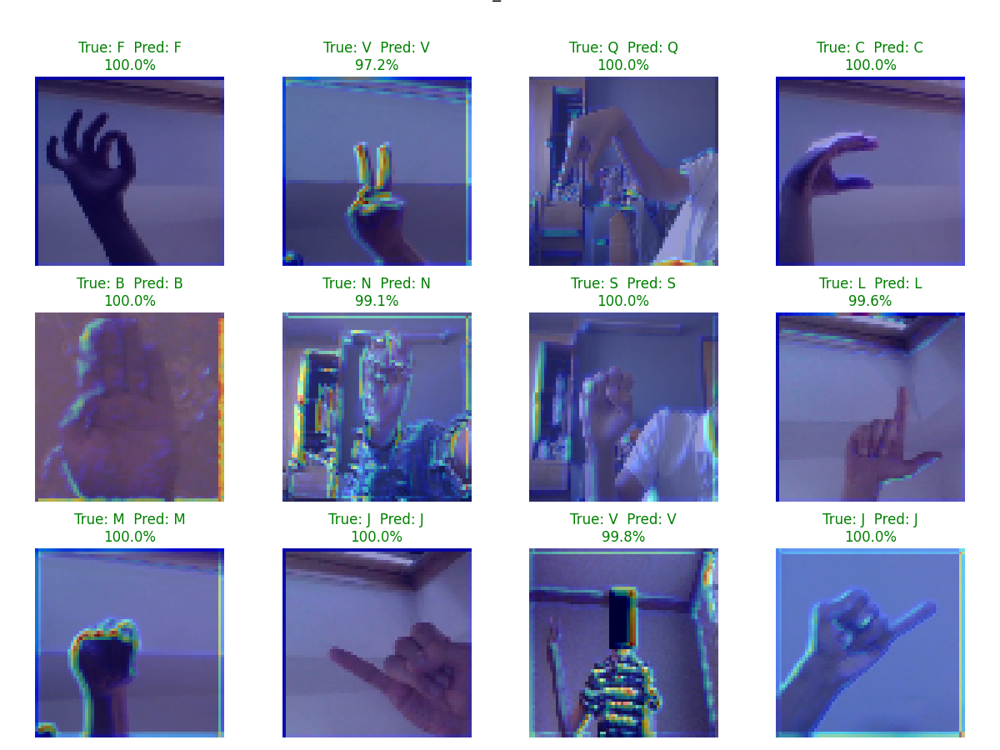 True: F Pred: F
100.0%
True: V Pred: V
97.2%
True: Q Pred: Q
100.0%
True: C Pred: C
100.0%
True: B Pred: B
100.0%
True: N Pred: N
99.1%
True: S Pred: S
100.0%
True: L Pred: L
99.6%
True: M Pred: M
100.0%
True: J Pred: J
100.0%
True: V Pred: V
99.8%
True: J Pred: J
100.0%